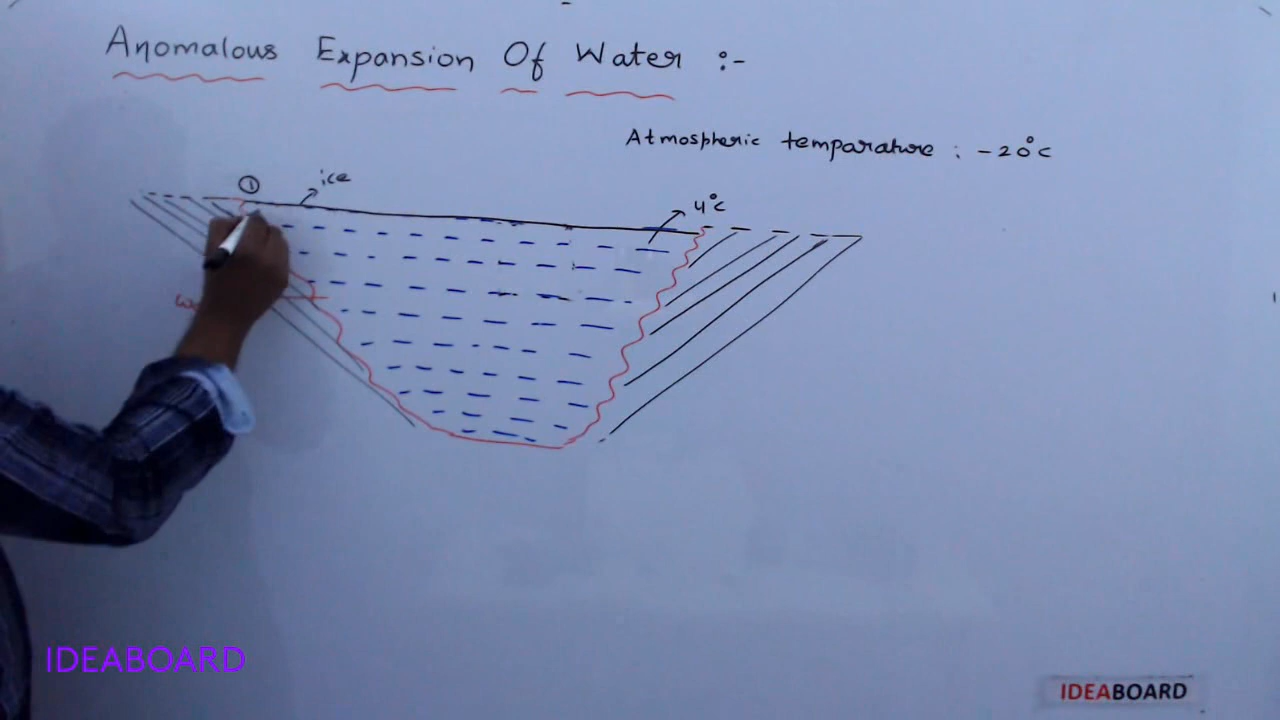 Anomalous Expansion Of Water :-
Atmospheric temparature : -20°c
① ice
4°c
IDEABOARD
IDEABOARD